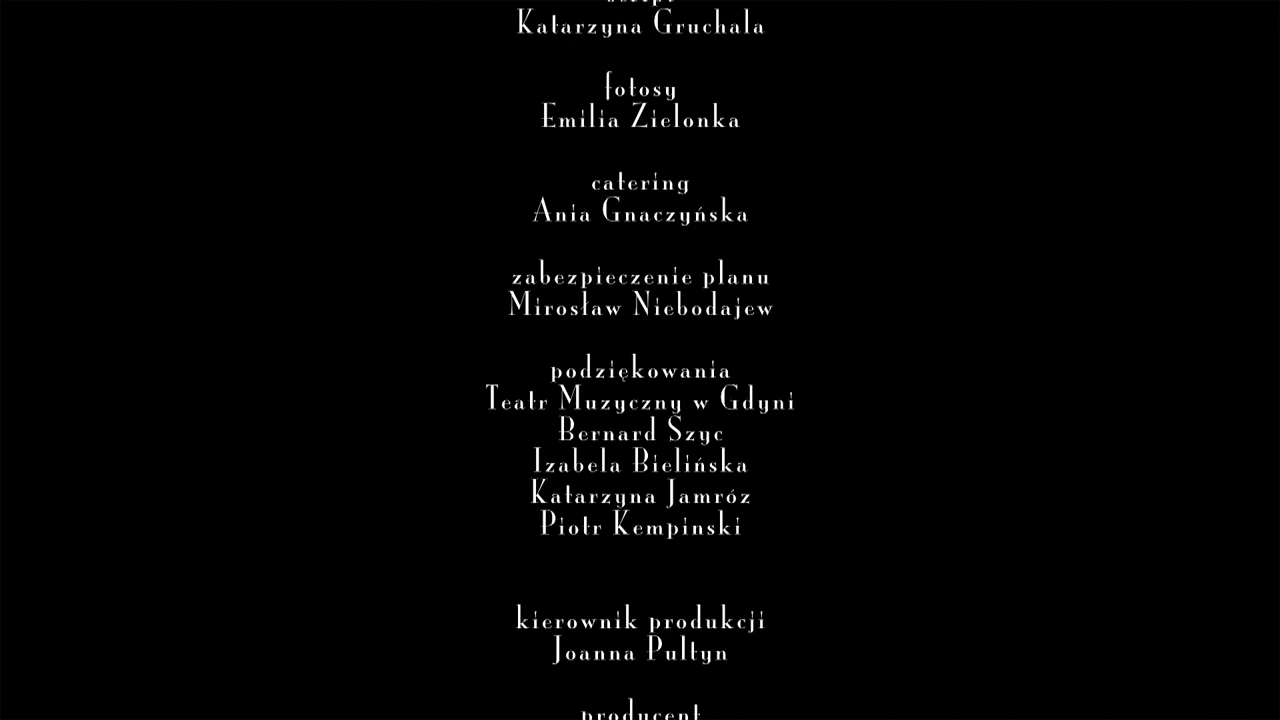 Katarzyna Gruchala
fotosy
Emilia Zielonka
catering
Ania Gnaczyńska
zabezpieczenie planu
Mirosław Niebodajew
podziękowania
Teatr Muzyczny w Gdyni
Bernard Szyc
Izabela Bielińska
Katarzyna Jamróz
Piotr Kempinski
kierownik produkcji
Joanna Pultyn
producent